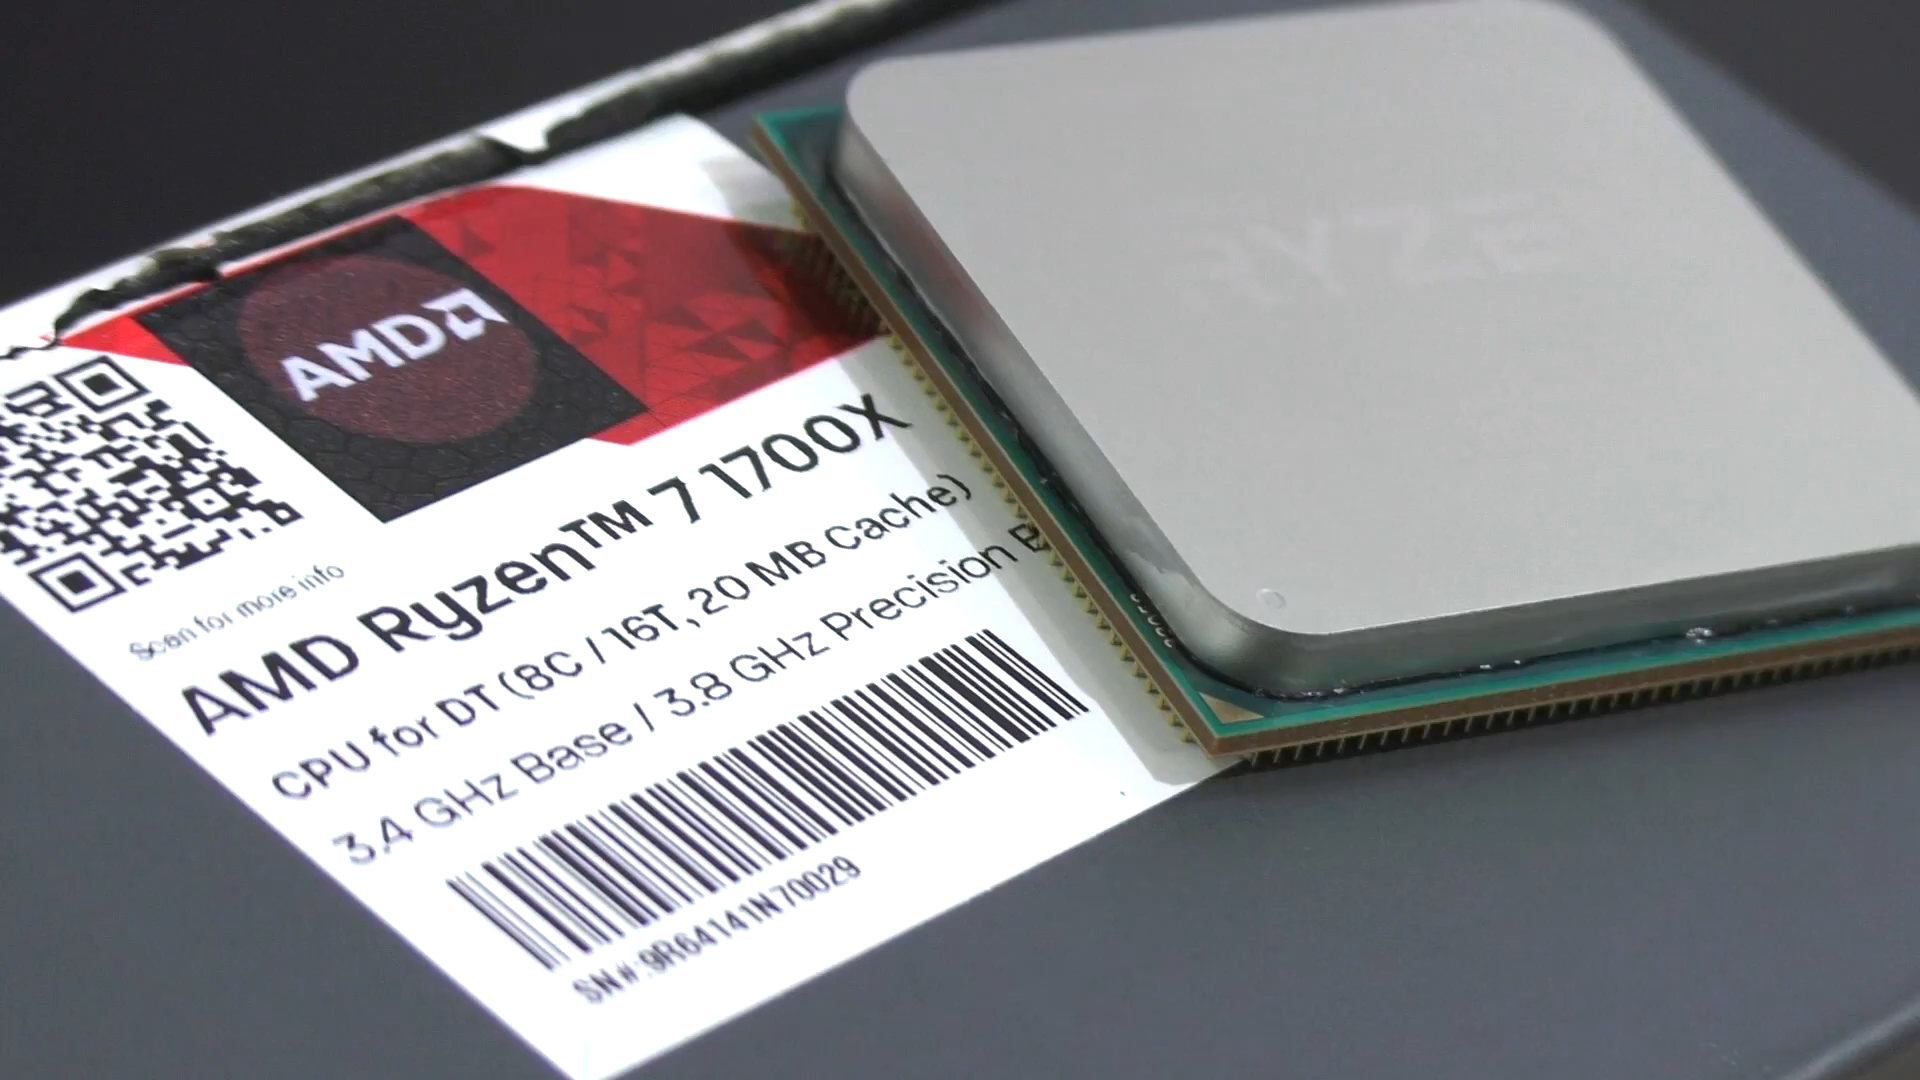 AMD
Scan for more info
AMD Ryzen™ 7 1700X
CPU for DT (8C / 16T, 20 MB Cache)
3.4 GHz Base / 3.8 GHz Precision
SN#:9R64141N70029
RYZE